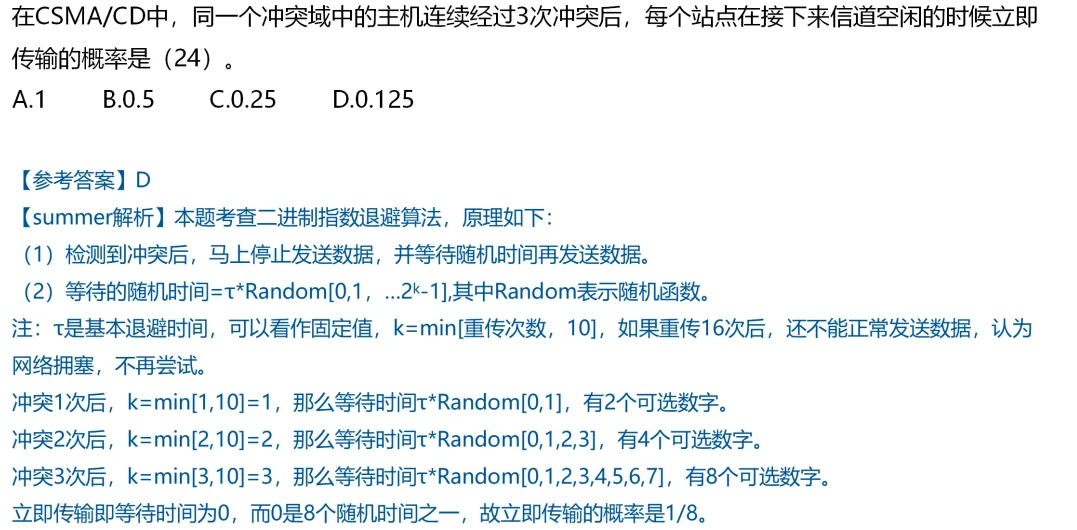 在CSMA/CD中，同一个冲突域中的主机连续经过3次冲突后，每个站点在接下来信道空闲的时候立即
传输的概率是（24）。
A.1 B.0.5 C.0.25 D.0.125
【参考答案】D
【summer解析】本题考查二进制指数退避算法，原理如下：
（1）检测到冲突后，马上停止发送数据，并等待随机时间再发送数据。
（2）等待的随机时间=τ*Random[0,1，…2ᵏ-1],其中Random表示随机函数。
注：τ是基本退避时间，可以看作固定值，k=min[重传次数，10]，如果重传16次后，还不能正常发送数据，认为
网络拥塞，不再尝试。
冲突1次后，k=min[1,10]=1，那么等待时间τ*Random[0,1]，有2个可选数字。
冲突2次后，k=min[2,10]=2，那么等待时间τ*Random[0,1,2,3]，有4个可选数字。
冲突3次后，k=min[3,10]=3，那么等待时间τ*Random[0,1,2,3,4,5,6,7]，有8个可选数字。
立即传输即等待时间为0，而0是8个随机时间之一，故立即传输的概率是1/8。